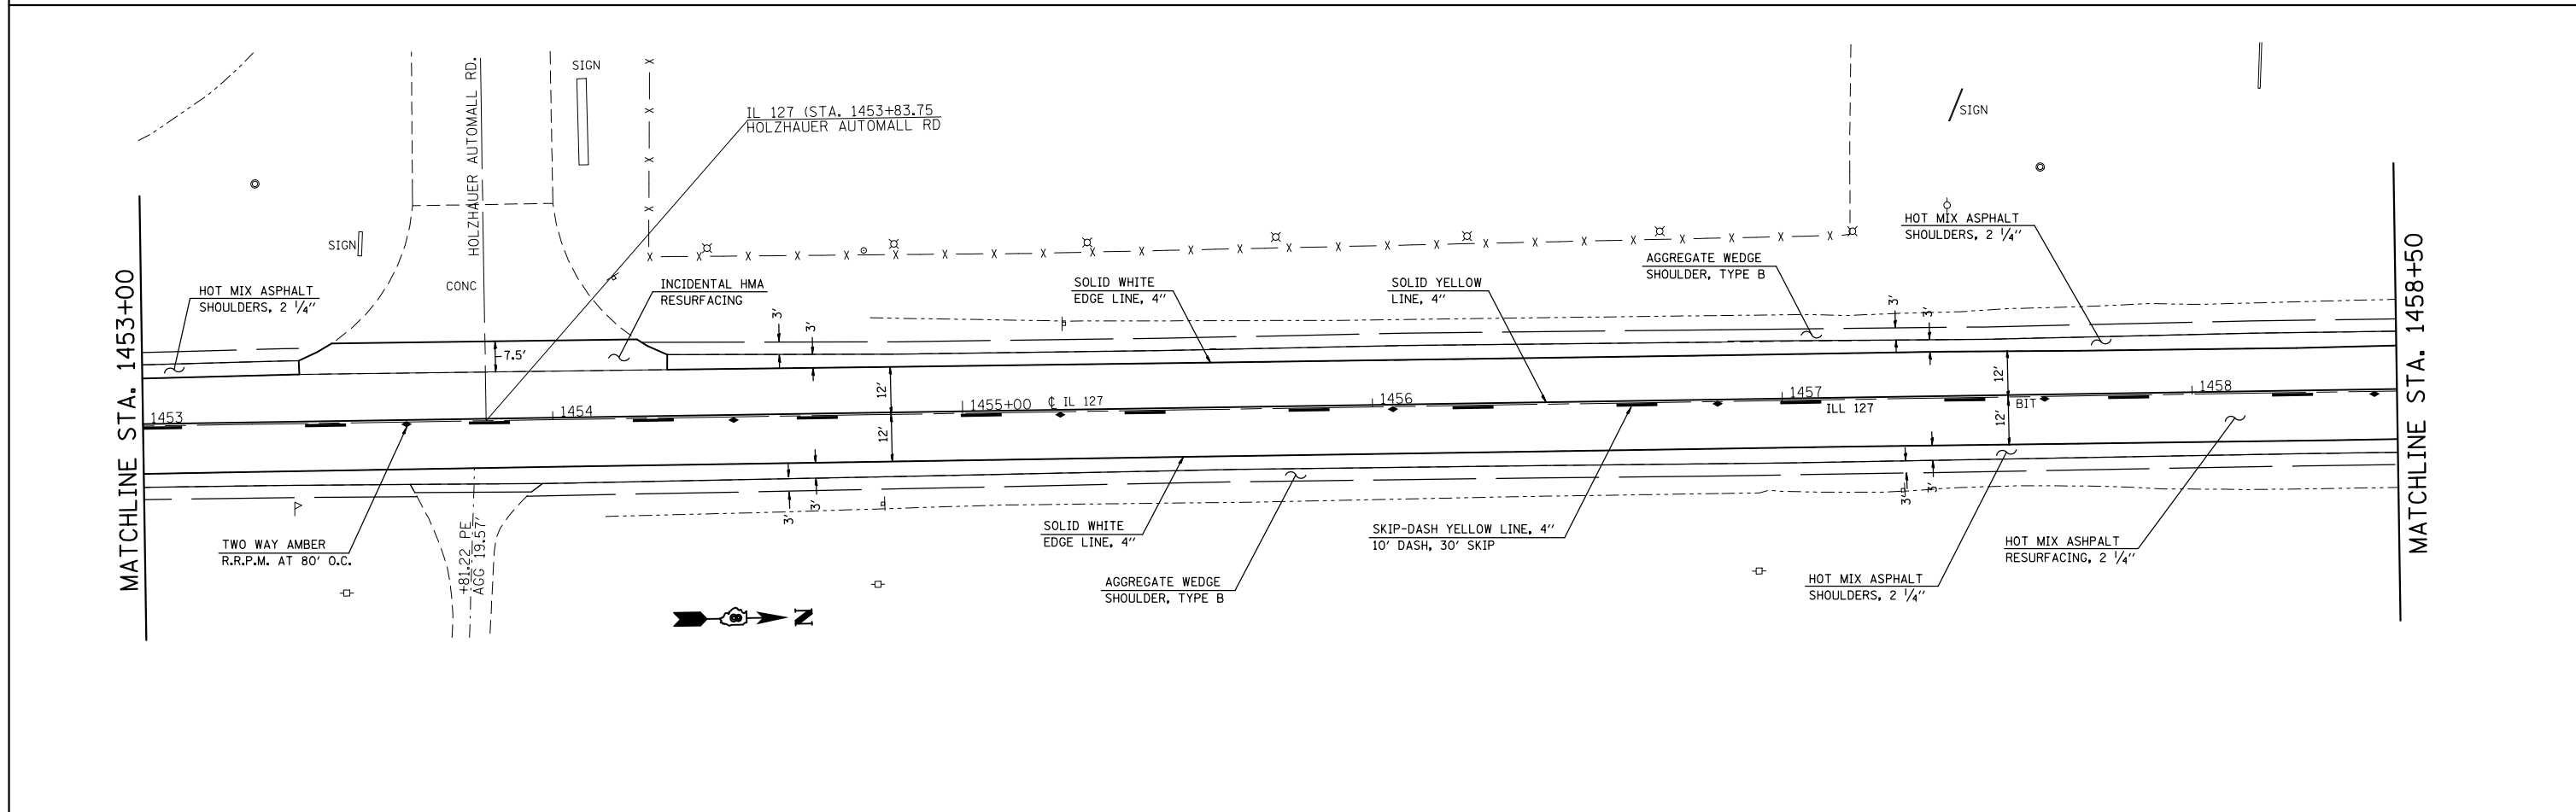 MATCHLINE STA. 1453+00
SIGN
HOLZHAUER AUTOMALL RD.
IL 127 (STA. 1453+83.75
HOLZHAUER AUTOMALL RD
SIGN
SIGN
CONC
HOT MIX ASPHALT
SHOULDERS, 2 1/4"
INCIDENTAL HMA
RESURFACING
7.5'
3'
3'
SOLID WHITE
EDGE LINE, 4"
SOLID YELLOW
LINE, 4"
AGGREGATE WEDGE
SHOULDER, TYPE B
HOT MIX ASPHALT
SHOULDERS, 2 1/4"
3'
3'
12'
12'
1453
1454
1455+00
℄ IL 127
1456
1457
ILL 127
BIT
1458
12'
12'
3'
3'
3'
3'
TWO WAY AMBER
R.R.P.M. AT 80' O.C.
+81.22 PE
AGG 19.57'
SOLID WHITE
EDGE LINE, 4"
AGGREGATE WEDGE
SHOULDER, TYPE B
SKIP-DASH YELLOW LINE, 4"
10' DASH, 30' SKIP
HOT MIX ASPHALT
SHOULDERS, 2 1/4"
HOT MIX ASHPALT
RESURFACING, 2 1/4"
N
MATCHLINE STA. 1458+50